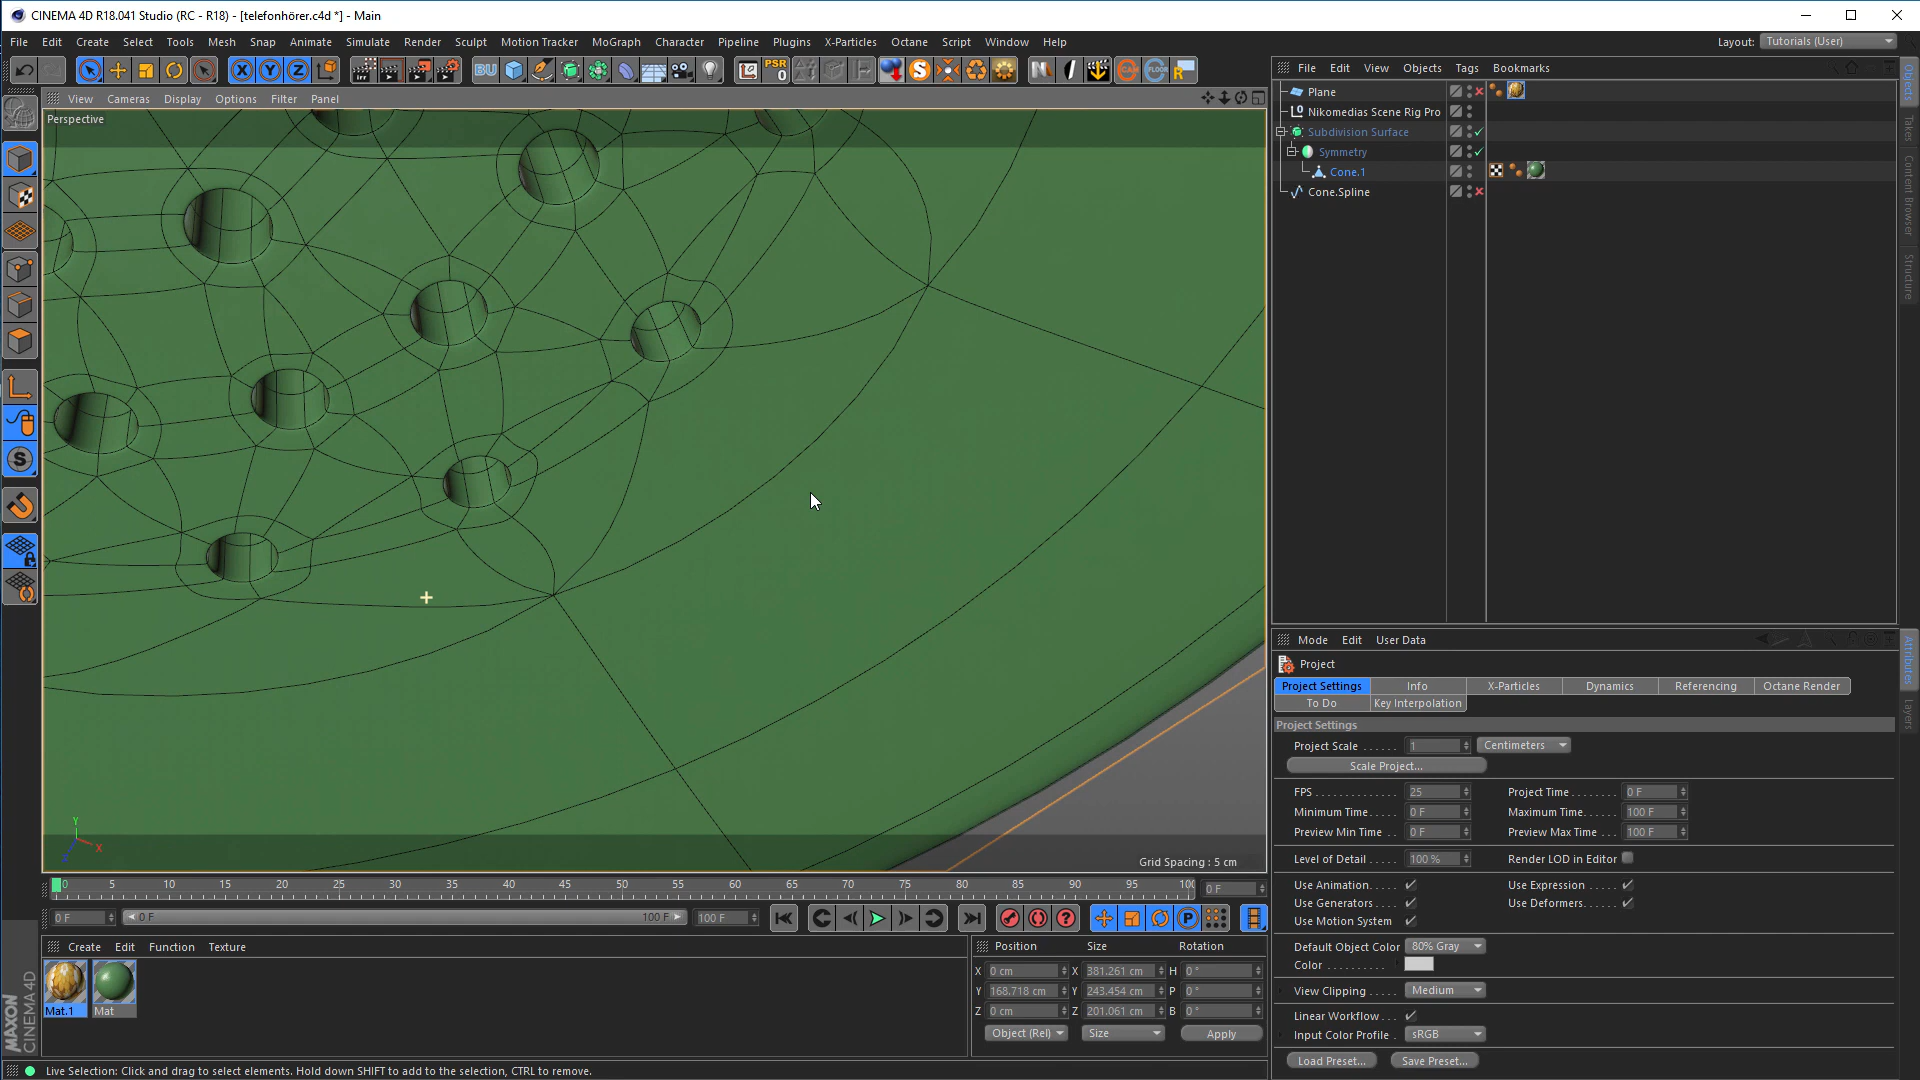 CINEMA 4D R18.041 Studio (RC - R18) - [telefonhörer.c4d *] - Main
File Edit Create Select Tools Mesh Snap Animate Simulate Render Sculpt Motion Tracker MoGraph Character Pipeline Plugins X-Particles Octane Script Window Help
Layout: Tutorials (User)
View Cameras Display Options Filter Panel
Perspective
Grid Spacing : 5 cm
File Edit View Objects Tags Bookmarks
Plane
Nikomedias Scene Rig Pro
Subdivision Surface
Symmetry
Cone.1
Cone.Spline
Objects
Takes
Content Browser
Structure
Mode Edit User Data
Project
Project Settings Info X-Particles Dynamics Referencing Octane Render
To Do Key Interpolation
Project Settings
Project Scale ...... 1 Centimeters
Scale Project...
FPS 25 Project Time 0 F
Minimum Time 0 F Maximum Time 100 F
Preview Min Time 0 F Preview Max Time 100 F
Level of Detail 100 % Render LOD in Editor
Use Animation Use Expression
Use Generators Use Deformers
Use Motion System
Default Object Color 80% Gray
Color
View Clipping Medium
Linear Workflow
Input Color Profile sRGB
Load Preset... Save Preset...
Attributes
Layers
0 5 10 15 20 25 30 35 40 45 50 55 60 65 70 75 80 85 90 95 100 0 F
0 F 0 F 100 F 100 F
Create Edit Function Texture
Mat.1 Mat
Position Size Rotation
X 0 cm X 381.261 cm H 0 °
Y 168.718 cm Y 243.454 cm P 0 °
Z 0 cm Z 201.061 cm B 0 °
Object (Rel) Size Apply
MAXON CINEMA 4D
Live Selection: Click and drag to select elements. Hold down SHIFT to add to the selection, CTRL to remove.